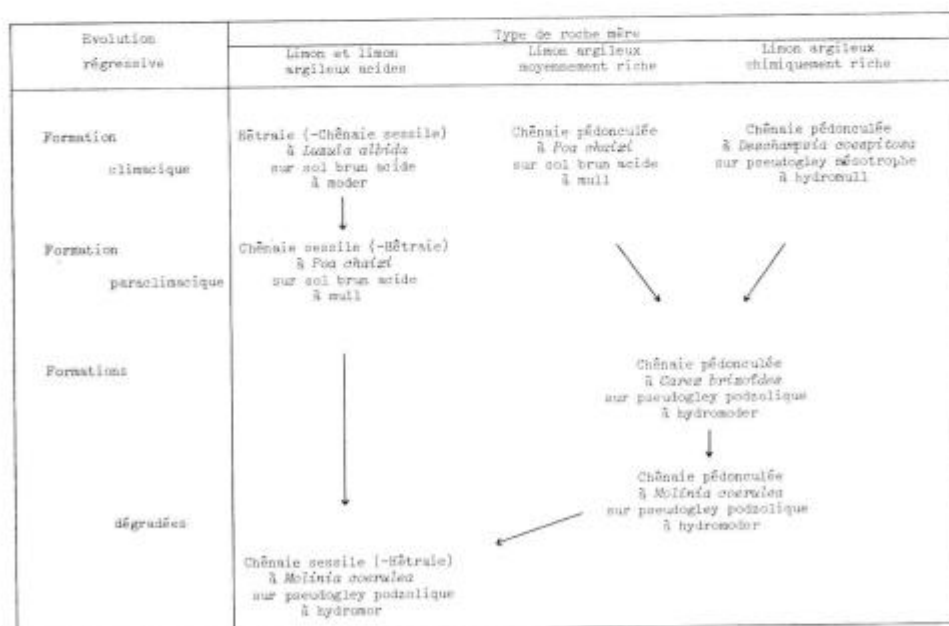 Evolution
régressive
Type de roche mère
Limon et limon
argileux acides
Limon argileux
moyennement riche
Limon argileux
chimiquement riche
Formation
climacique
Hêtraie (-Chênaie sessile)
à Luzula albida
sur sol brun acide
à moder
Chênaie pédonculée
à Poa chaixi
sur sol brun acide
à mull
Chênaie pédonculée
à Deschampsia coespitosa
sur pseudogley mésotrophe
à hydromull
Formation
paraclimacique
Chênaie sessile (-Hêtraie)
à Poa chaixi
sur sol brun acide
à mull
Formations
dégradées
Chênaie pédonculée
à Carex brizoïdes
sur pseudogley podzolique
à hydromoder
Chênaie pédonculée
à Molinia coerulea
sur pseudogley podzolique
à hydromoder
Chênaie sessile (-Hêtraie)
à Molinia coerulea
sur pseudogley podzolique
à hydromor